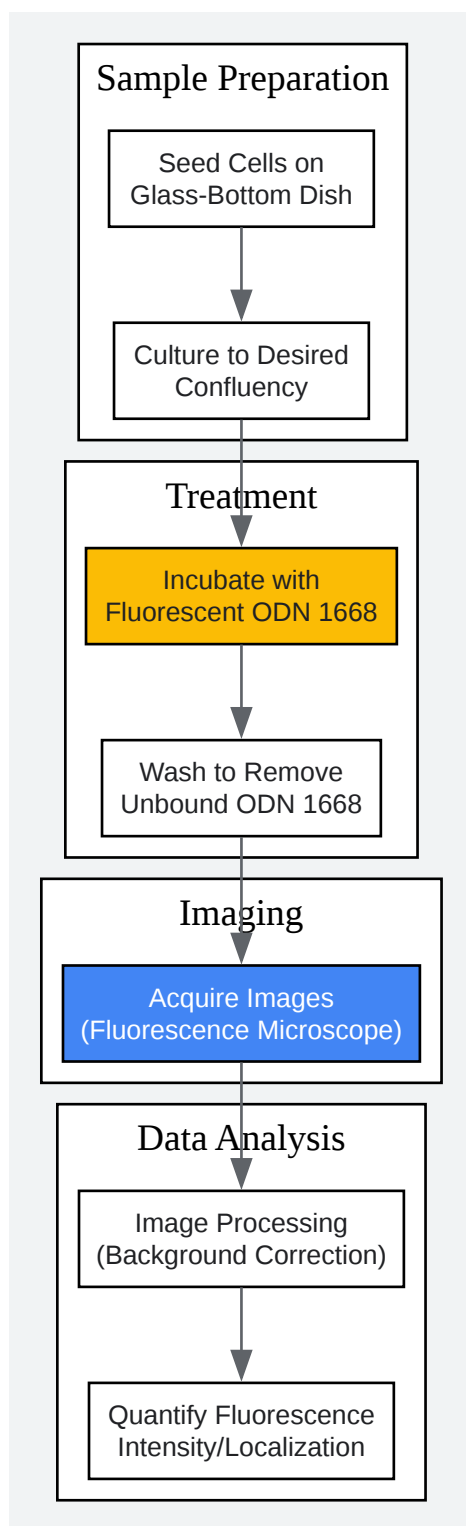 Sample Preparation
Seed Cells on
Glass-Bottom Dish
Culture to Desired
Confluency
Treatment
Incubate with
Fluorescent ODN 1668
Wash to Remove
Unbound ODN 1668
Imaging
Acquire Images
(Fluorescence Microscope)
Data Analysis
Image Processing
(Background Correction)
Quantify Fluorescence
Intensity/Localization